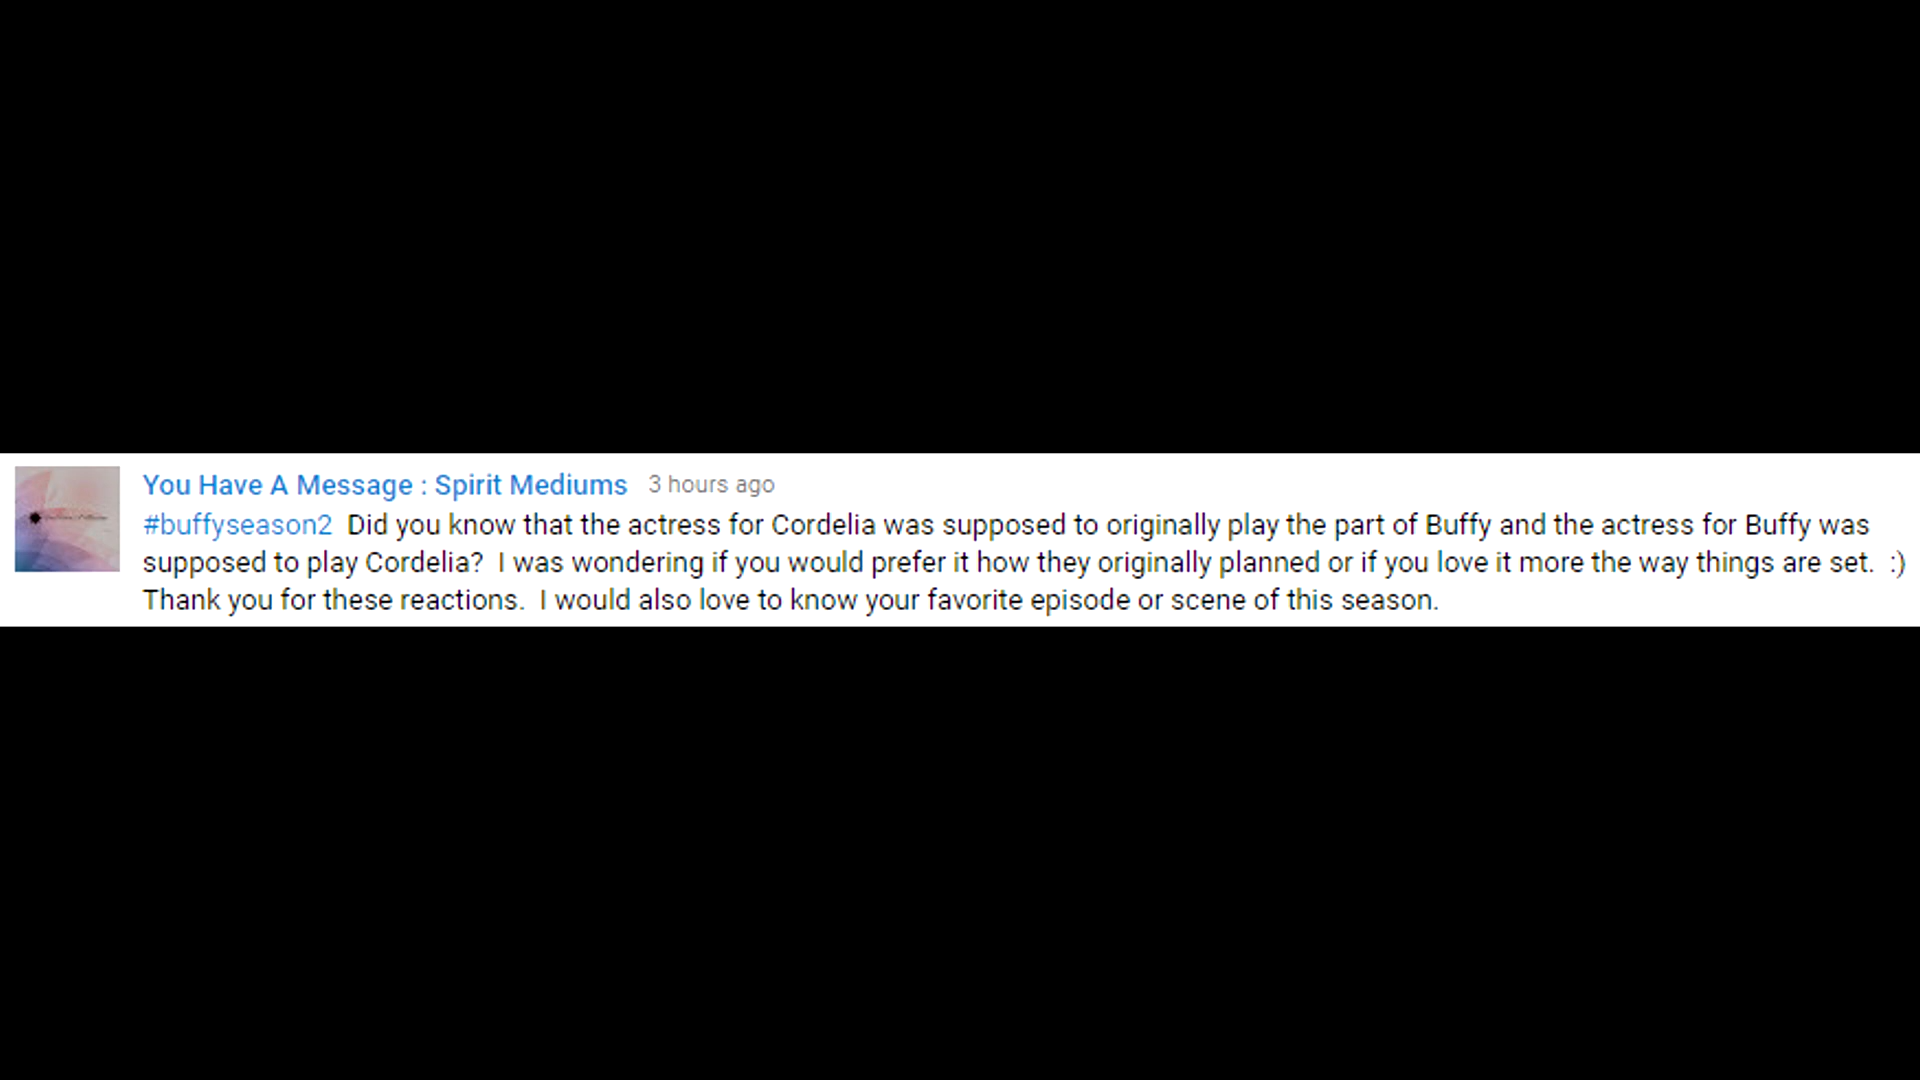 You Have A Message : Spirit Mediums 3 hours ago
#buffyseason2 Did you know that the actress for Cordelia was supposed to originally play the part of Buffy and the actress for Buffy was
supposed to play Cordelia? I was wondering if you would prefer it how they originally planned or if you love it more the way things are set. :)
Thank you for these reactions. I would also love to know your favorite episode or scene of this season.